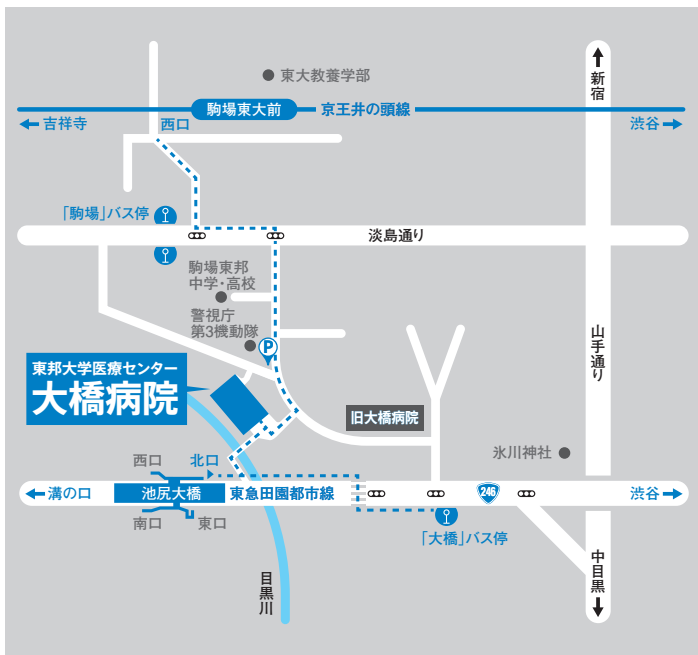 東大教養学部
新宿
駒場東大前
京王井の頭線
吉祥寺
西口
渋谷
「駒場」バス停
淡島通り
駒場東邦
中学・高校
警視庁
第3機動隊
P
山手通り
東邦大学医療センター
大橋病院
旧大橋病院
氷川神社
西口
北口
溝の口
池尻大橋
東急田園都市線
246
渋谷
南口
東口
「大橋」バス停
目黒川
中目黒